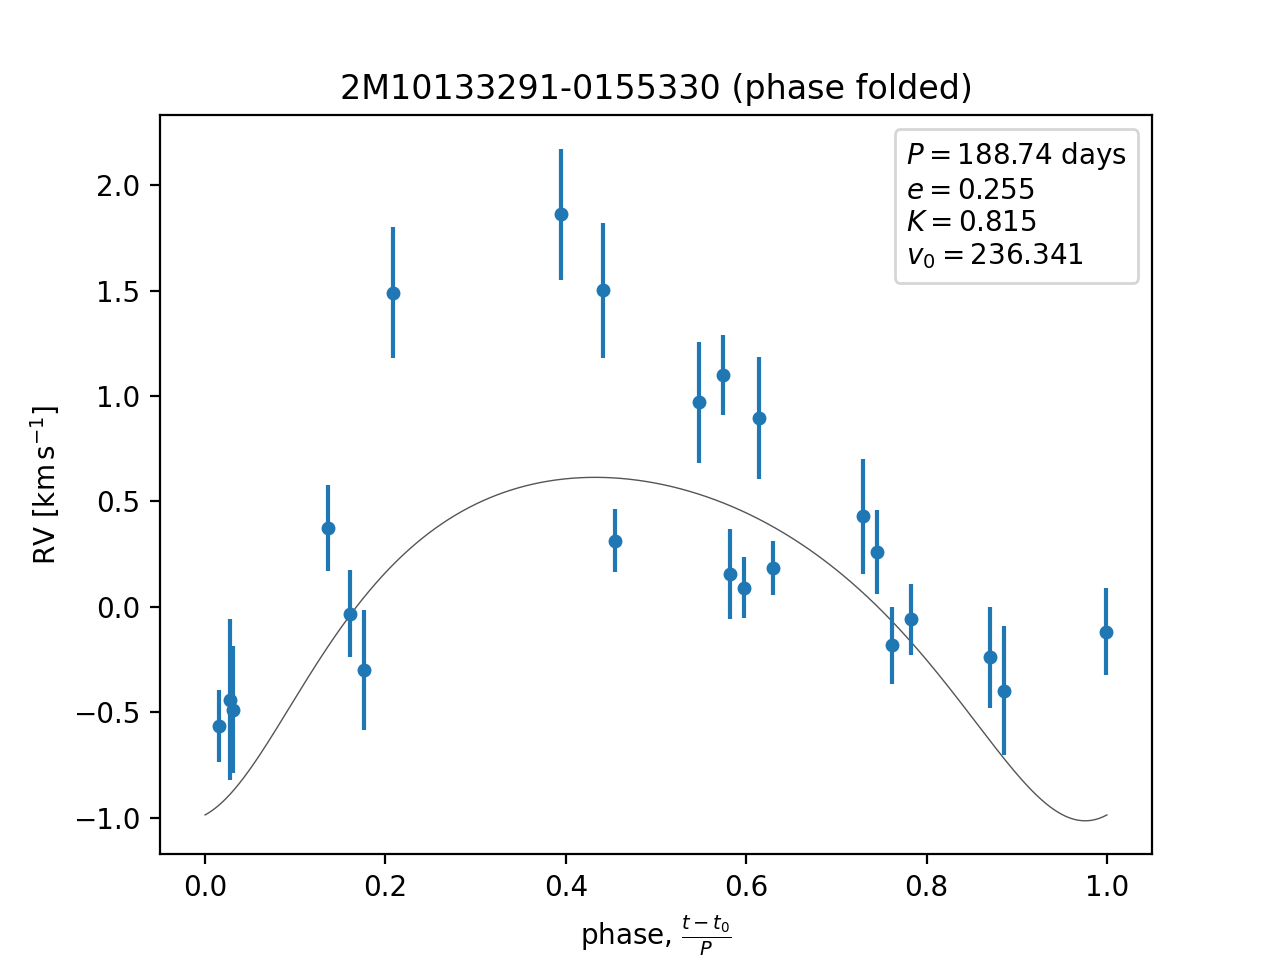 2M10133291-0155330 (phase folded)
P = 188.74 days
e = 0.255
K = 0.815
v₀ = 236.341
2.0
1.5
1.0
0.5
0.0
−0.5
−1.0
RV [km s⁻¹]
0.0 0.2 0.4 0.6 0.8 1.0
phase, (t − t₀)/P